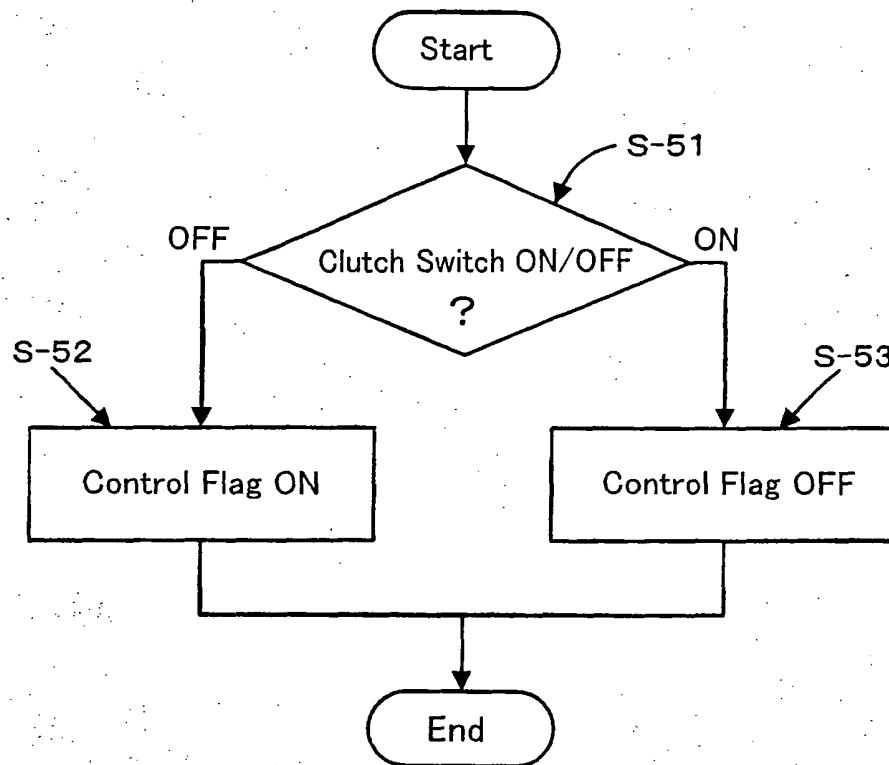 Start
S-51
OFF
ON
Clutch Switch ON/OFF
?
S-52
S-53
Control Flag ON
Control Flag OFF
End